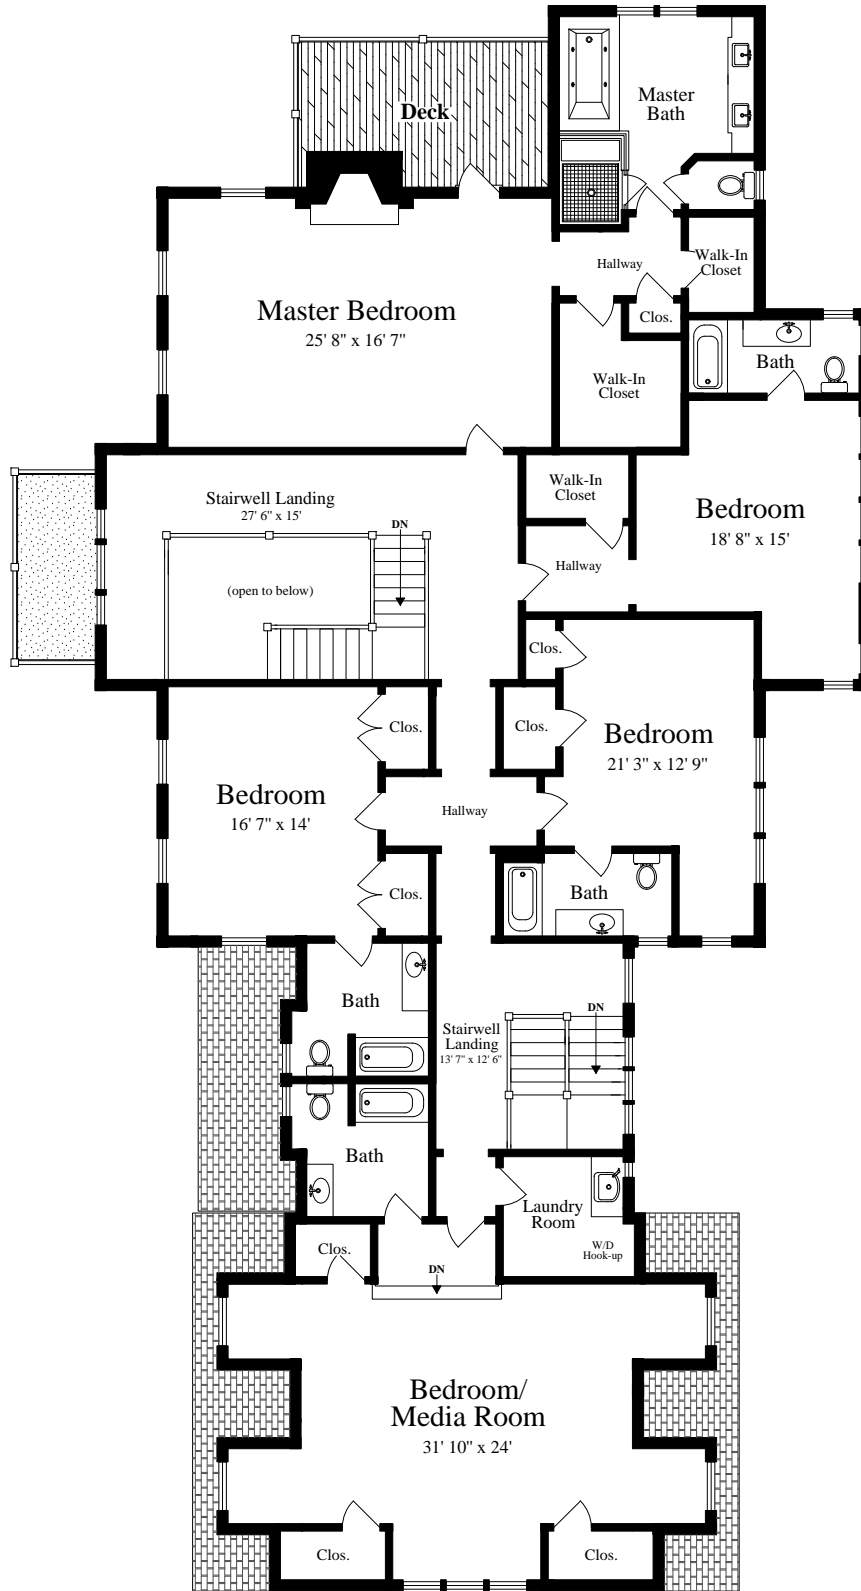 Deck
Master
Bath
Walk-In
Closet
Hallway
Master Bedroom
25' 8" x 16' 7"
Clos.
Bath
Walk-In
Closet
Stairwell Landing
27' 6" x 15'
DN
Walk-In
Closet
Bedroom
18' 8" x 15'
Hallway
(open to below)
Clos.
Clos.
Clos.
Bedroom
21' 3" x 12' 9"
Bedroom
16' 7" x 14'
Hallway
Clos.
Bath
Bath
DN
Stairwell
Landing
13' 7" x 12' 6"
Bath
Laundry
Room
W/D
Hook-up
Clos.
DN
Bedroom/
Media Room
31' 10" x 24'
Clos.
Clos.